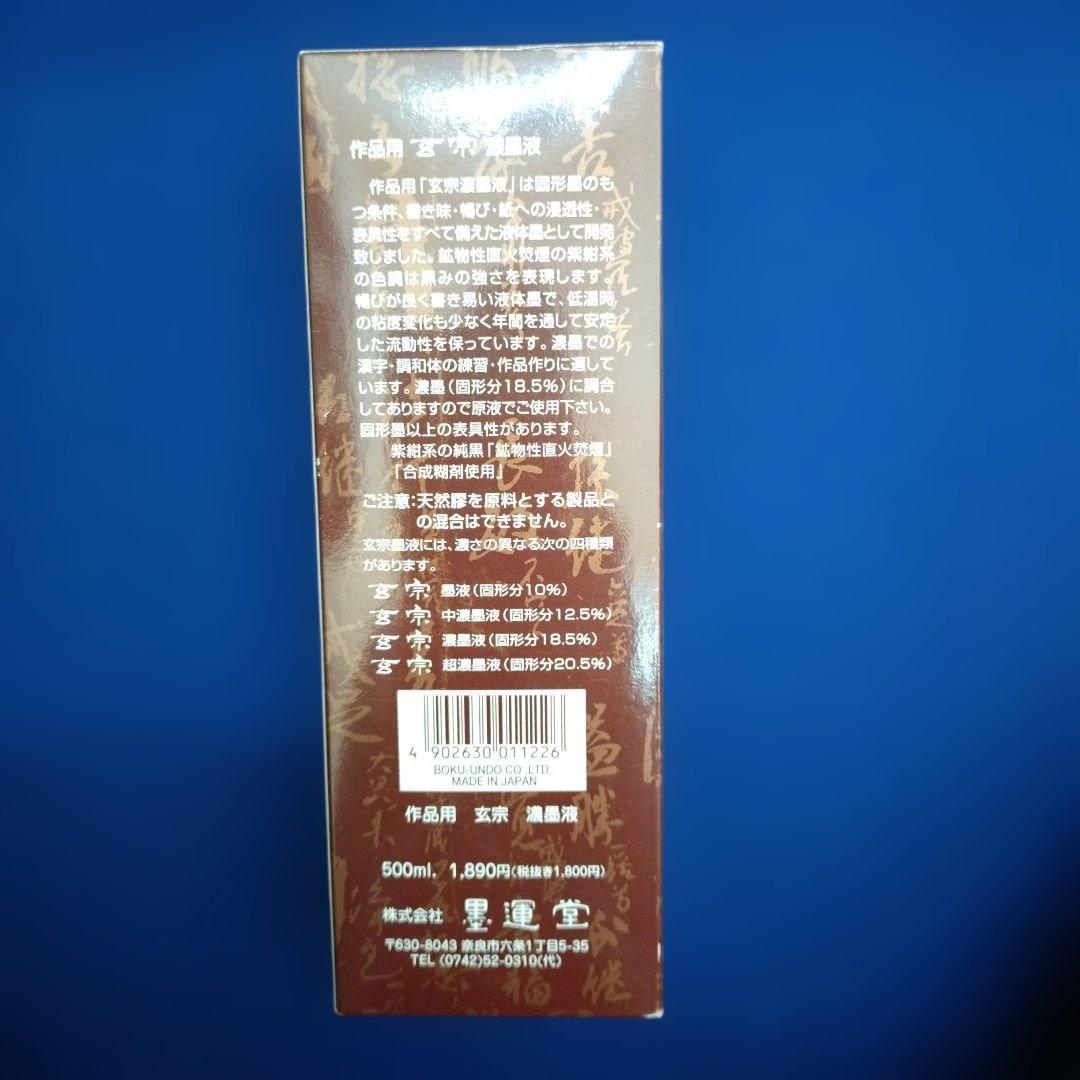 作品用 玄宗 濃墨液
作品用「玄宗濃墨液」は固形墨のも
つ条件、書き味・暢び・紙への浸透性・
表具性をすべて備えた液体墨として開発
致しました。鉱物性直火焚煙の紫紺系
の色調は黒みの強さを表現します。
暢びが良く書き易い液体墨で、低温時
の粘度変化も少なく年間を通して安定
した流動性を保っています。濃墨での
漢字・調和体の練習・作品作りに適して
います。濃墨（固形分18.5%）に調合
してありますので原液でご使用下さい。
固形墨以上の表具性があります。
紫紺系の純黒「鉱物性直火焚煙」
「合成糊剤使用」
ご注意:天然膠を原料とする製品と
の混合はできません。
玄宗墨液には、濃さの異なる次の四種類
があります。
玄宗 墨液（固形分10%）
玄宗 中濃墨液（固形分12.5%）
玄宗 濃墨液（固形分18.5%）
玄宗 超濃墨液（固形分20.5%）
4 902630 011226
BOKU-UNDO CO.,LTD.
MADE IN JAPAN
作品用 玄宗 濃墨液
500ml. 1,890円(税抜き1,800円)
株式会社 墨運堂
〒630-8043 奈良市六条1丁目5-35
TEL (0742)52-0310(代)